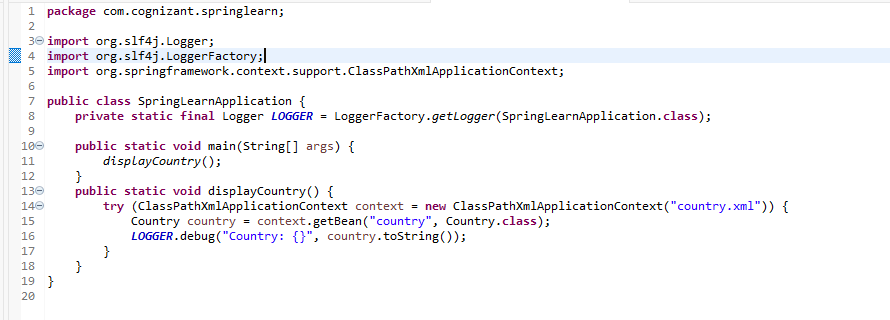 1 package com.cognizant.springlearn;
2
3 import org.slf4j.Logger;
4 import org.slf4j.LoggerFactory;
5 import org.springframework.context.support.ClassPathXmlApplicationContext;
6
7 public class SpringLearnApplication {
8     private static final Logger LOGGER = LoggerFactory.getLogger(SpringLearnApplication.class);
9
10     public static void main(String[] args) {
11         displayCountry();
12     }
13     public static void displayCountry() {
14         try (ClassPathXmlApplicationContext context = new ClassPathXmlApplicationContext("country.xml")) {
15             Country country = context.getBean("country", Country.class);
16             LOGGER.debug("Country: {}", country.toString());
17         }
18     }
19 }
20